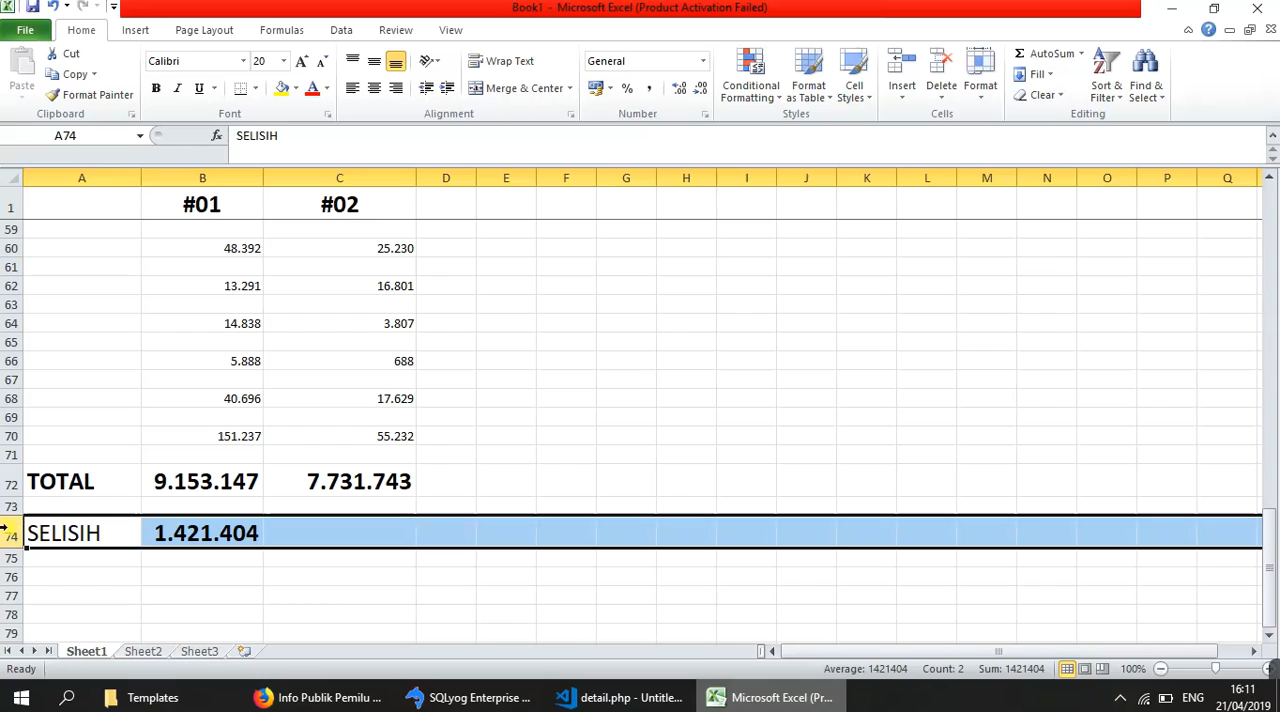 Book1 - Microsoft Excel (Product Activation Failed)
File Home Insert Page Layout Formulas Data Review View
Paste
Cut
Copy
Format Painter
Clipboard
Calibri 20
A A
B I U A
Font
Wrap Text
Merge & Center
Alignment
General
% ,
Number
Conditional Formatting
Format as Table
Cell Styles
Styles
Insert Delete Format
Cells
Σ AutoSum
Fill
Clear
Sort & Filter
Find & Select
Editing
A74 fx SELISIH
A B C D E F G H I J K L M N O P Q
1 #01 #02
59
60 48.392 25.230
61
62 13.291 16.801
63
64 14.838 3.807
65
66 5.888 688
67
68 40.696 17.629
69
70 151.237 55.232
71
72 TOTAL 9.153.147 7.731.743
73
74 SELISIH 1.421.404
75
76
77
78
79
Sheet1 Sheet2 Sheet3
Ready Average: 1421404 Count: 2 Sum: 1421404 100%
Templates Info Publik Pemilu ... SQLyog Enterprise ... detail.php - Untitle... Microsoft Excel (Pr... ENG 16:11
21/04/2019